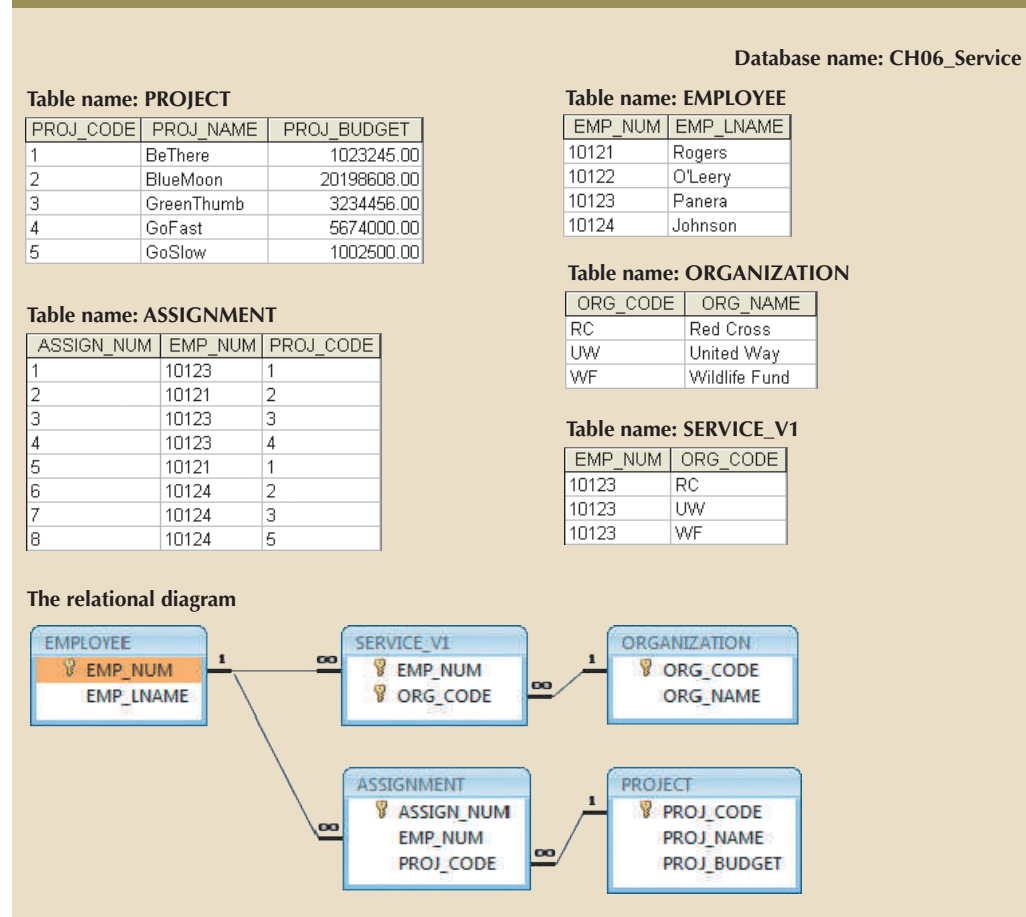 Database name: CH06_Service
Table name: PROJECT
PROJ_CODE PROJ_NAME PROJ_BUDGET
1 BeThere 1023245.00
2 BlueMoon 20198608.00
3 GreenThumb 3234456.00
4 GoFast 5674000.00
5 GoSlow 1002500.00
Table name: EMPLOYEE
EMP_NUM EMP_LNAME
10121 Rogers
10122 O'Leery
10123 Panera
10124 Johnson
Table name: ORGANIZATION
ORG_CODE ORG_NAME
RC Red Cross
UW United Way
WF Wildlife Fund
Table name: ASSIGNMENT
ASSIGN_NUM EMP_NUM PROJ_CODE
1 10123 1
2 10121 2
3 10123 3
4 10123 4
5 10121 1
6 10124 2
7 10124 3
8 10124 5
Table name: SERVICE_V1
EMP_NUM ORG_CODE
10123 RC
10123 UW
10123 WF
The relational diagram
EMPLOYEE
EMP_NUM
EMP_LNAME
1
∞
SERVICE_V1
EMP_NUM
ORG_CODE
∞
1
ORGANIZATION
ORG_CODE
ORG_NAME
∞
ASSIGNMENT
ASSIGN_NUM
EMP_NUM
PROJ_CODE
∞
1
PROJECT
PROJ_CODE
PROJ_NAME
PROJ_BUDGET